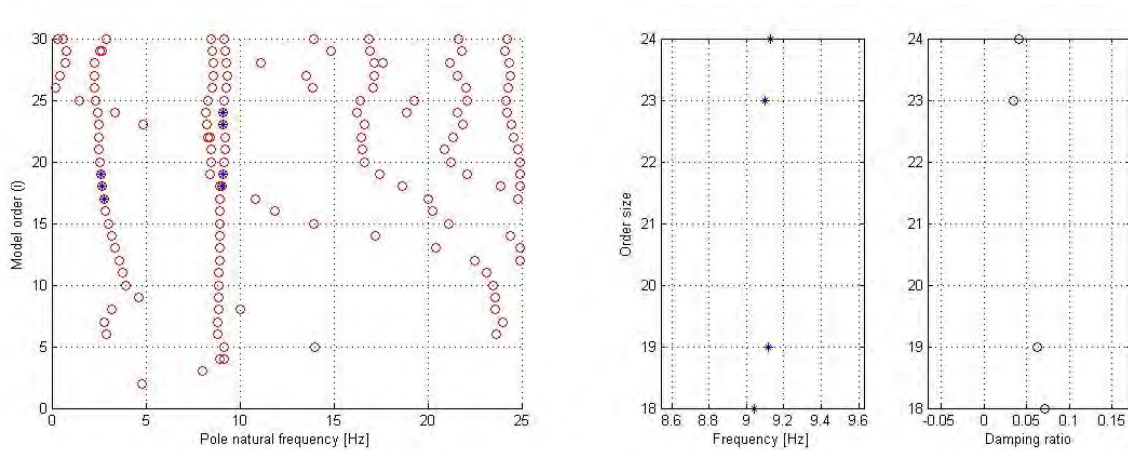 30
25
20
15
10
5
0
Model order (i)
0 5 10 15 20 25
Pole natural frequency [Hz]
24
23
22
21
20
19
18
Order size
8.6 8.8 9 9.2 9.4 9.6
Frequency [Hz]
24
23
22
21
20
19
18
-0.05 0 0.05 0.1 0.15
Damping ratio